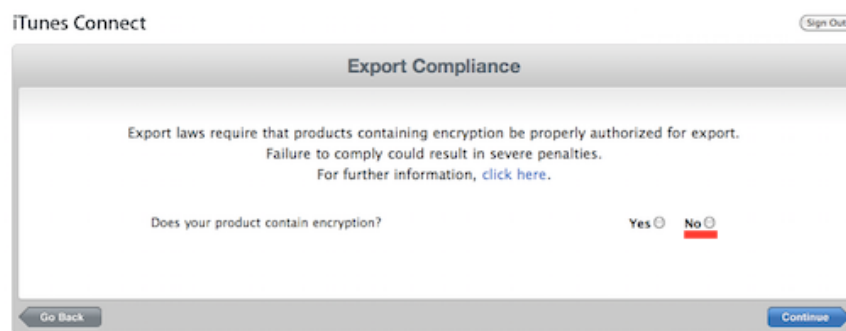 iTunes Connect
Sign Out
Export Compliance
Export laws require that products containing encryption be properly authorized for export.
Failure to comply could result in severe penalties.
For further information, click here.
Does your product contain encryption? Yes No
Go Back Continue